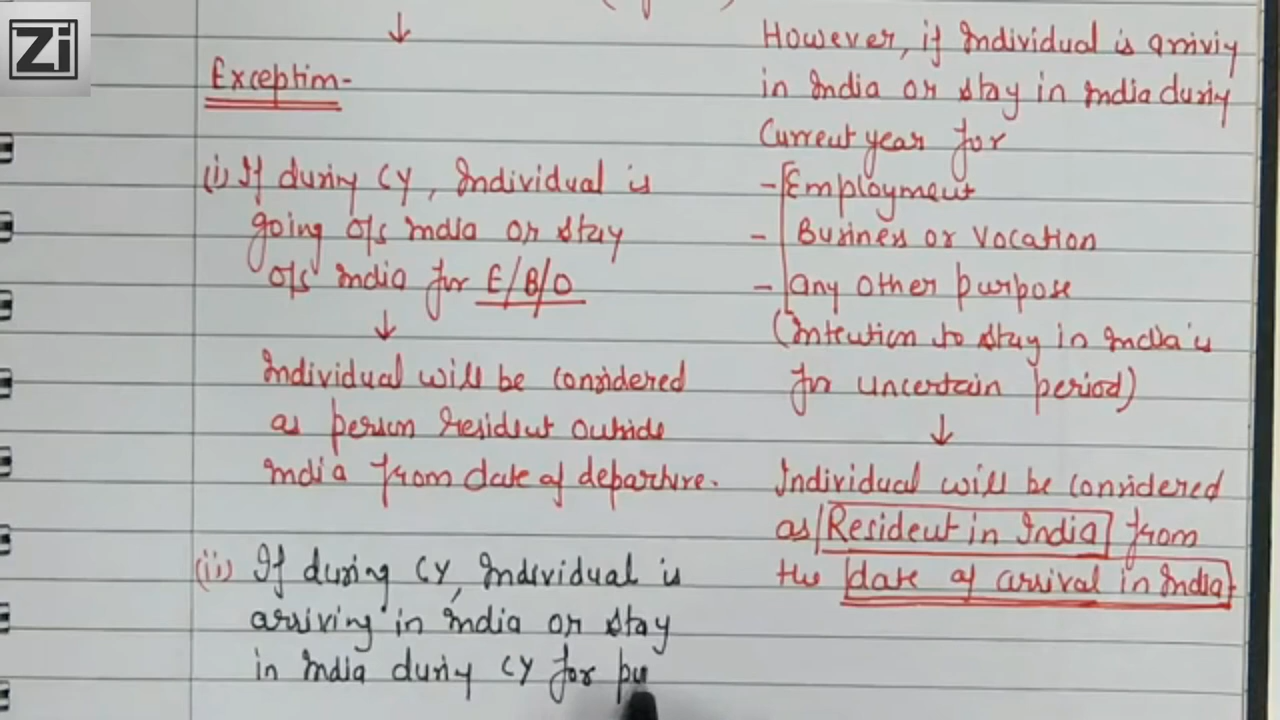 Zi
Exception-
(i) If during CY, Individual is
going o/s India or stay
o/s India for E/B/O
Individual will be considered
as person resident outside
India from date of departure.
(ii) If during CY, Individual is
arriving in India or stay
in India during CY for pu
However, if Individual is arriving
in India or stay in India during
Current year for
- Employment
- Business or Vocation
- any other purpose
(Intention to stay in India is
for uncertain period)
Individual will be considered
as Resident in India from
the date of arrival in India